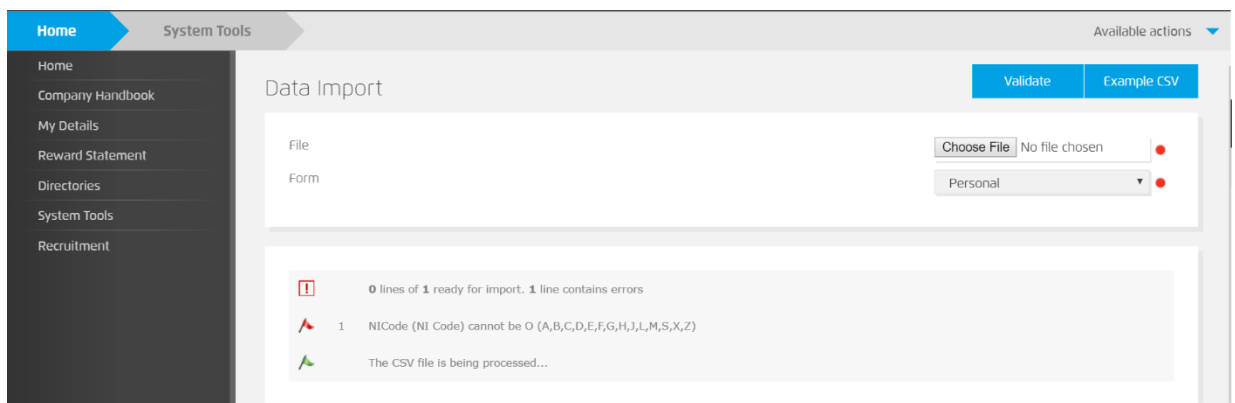 Home System Tools Available actions
Home
Company Handbook
My Details
Reward Statement
Directories
System Tools
Recruitment
Data Import
Validate Example CSV
File Choose File No file chosen
Form Personal
0 lines of 1 ready for import. 1 line contains errors
1 NICode (NI Code) cannot be O (A,B,C,D,E,F,G,H,J,L,M,S,X,Z)
The CSV file is being processed...